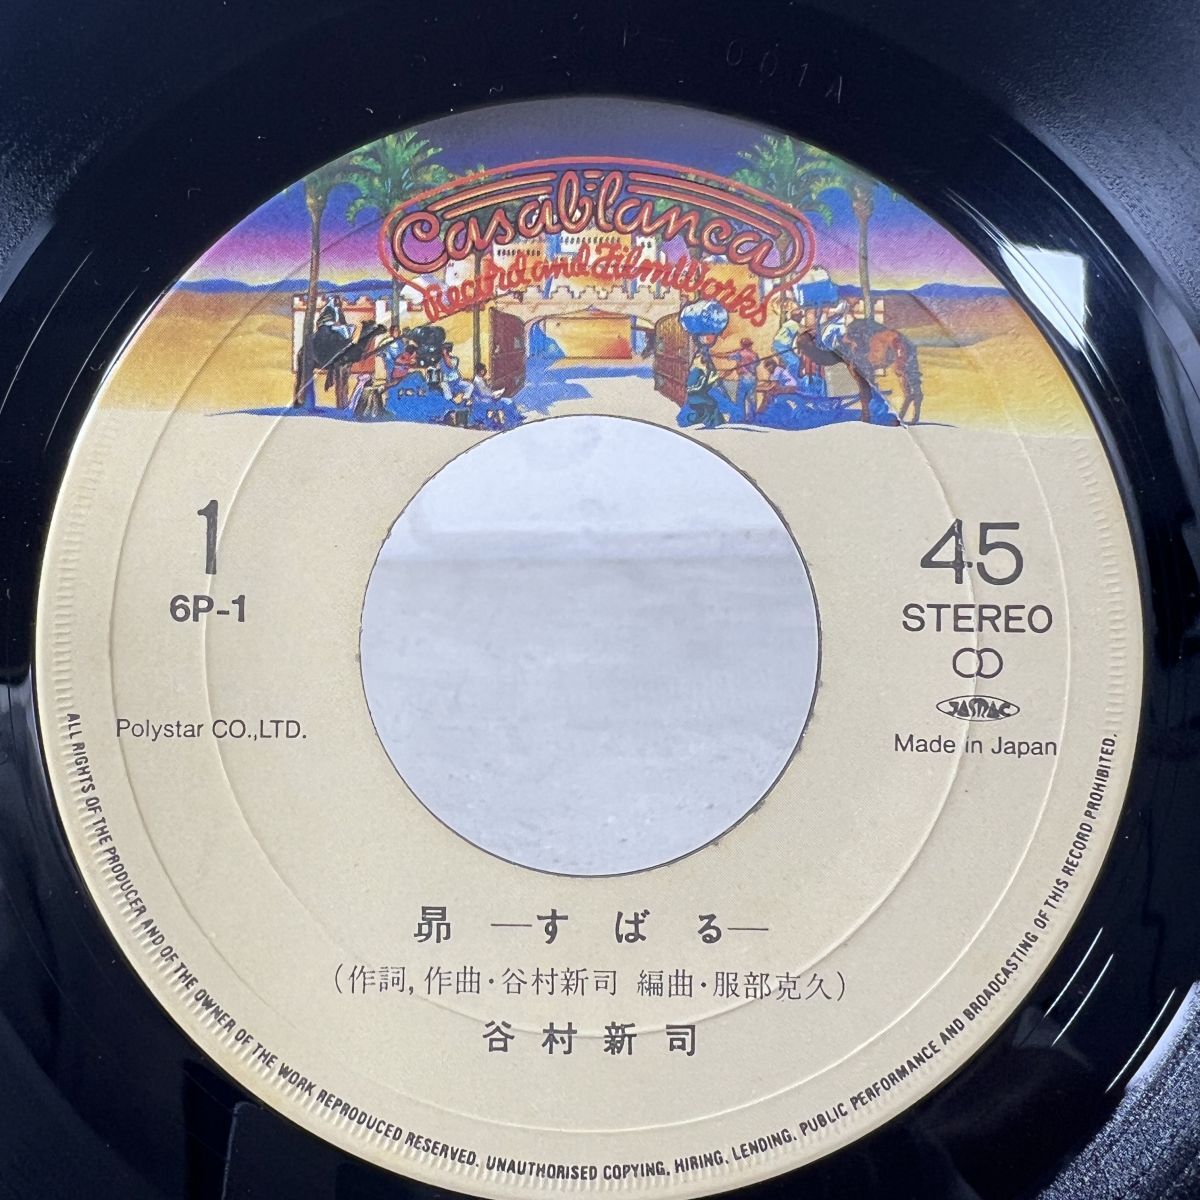 001A
Casablanca
Record and FilmWorks
1
6P-1
45
STEREO
Polystar CO.,LTD.
JASRAC
Made in Japan
昴 ―すばる―
(作詞,作曲・谷村新司 編曲・服部克久)
谷村新司
ALL RIGHTS OF THE PRODUCER AND OF THE OWNER OF THE WORK REPRODUCED RESERVED. UNAUTHORISED COPYING, HIRING, LENDING, PUBLIC PERFORMANCE AND BROADCASTING OF THIS RECORD PROHIBITED.